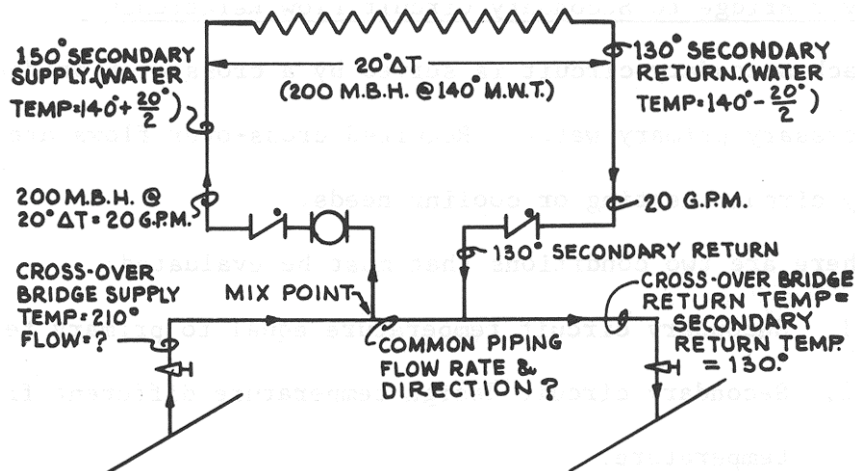 150° SECONDARY
SUPPLY.(WATER
TEMP=140°+ 20°/2)
20° ΔT
(200 M.B.H. @ 140° M.W.T.)
130° SECONDARY
RETURN.(WATER
TEMP=140°- 20°/2)
200 M.B.H. @
20° ΔT = 20 G.P.M.
20 G.P.M.
130° SECONDARY RETURN
CROSS-OVER
BRIDGE SUPPLY
TEMP=210°
FLOW=?
MIX POINT
COMMON PIPING
FLOW RATE &
DIRECTION?
CROSS-OVER BRIDGE
RETURN TEMP=
SECONDARY
RETURN TEMP.
= 130°